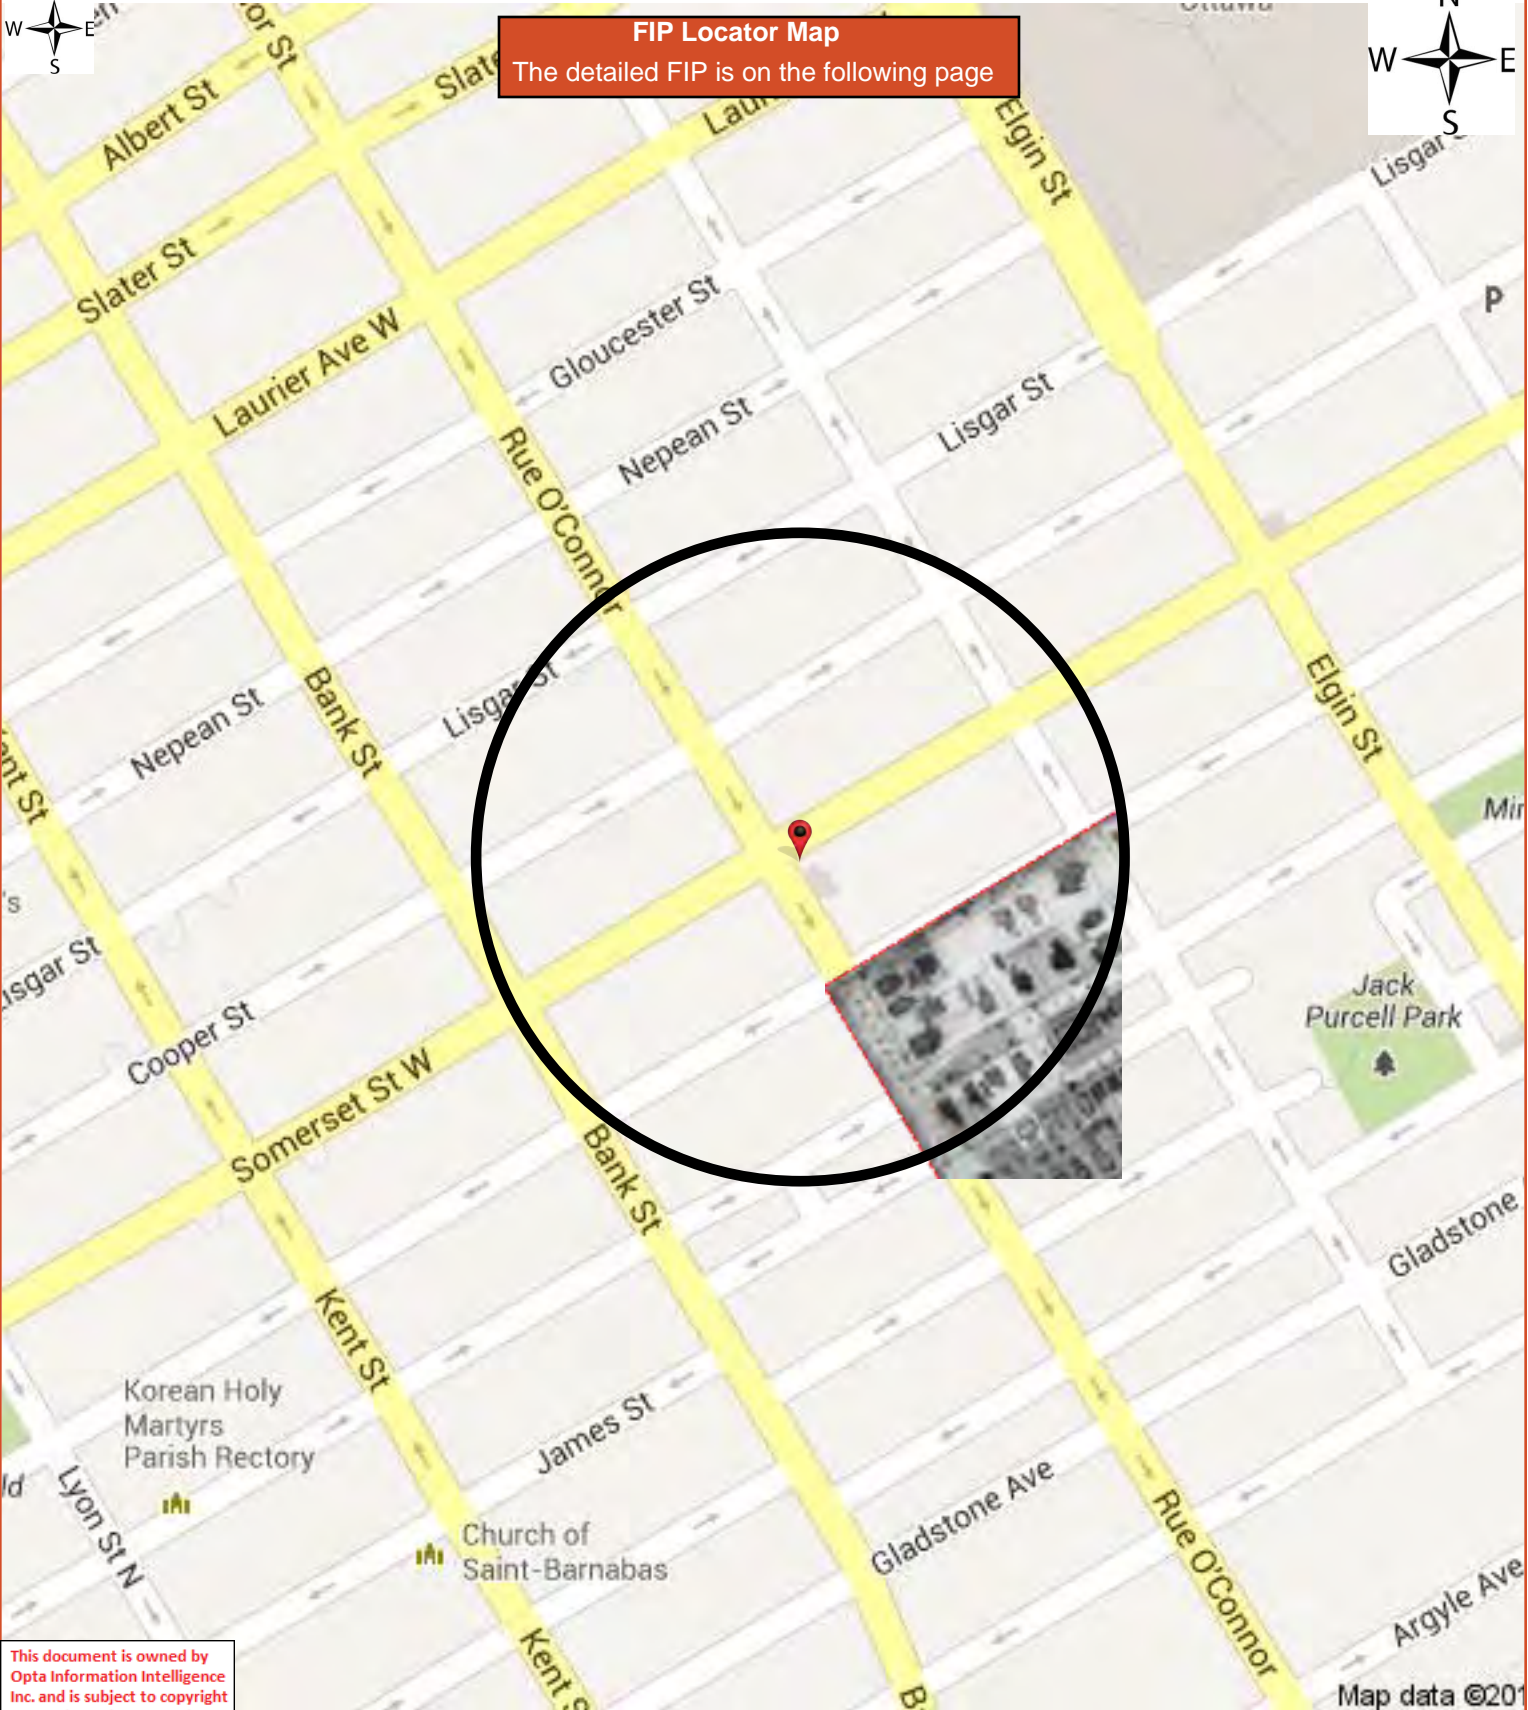 W E
S
N
W E
S
FIP Locator Map
The detailed FIP is on the following page
Albert St
Elgin St
Slater St
Gloucester St
P
Laurier Ave W
Lisgar St
Nepean St
Rue O'Connor
Bank St
Lisgar St
Nepean St
Elgin St
Cooper St
Jack
Purcell Park
Somerset St W
Bank St
Gladstone
Kent St
Korean Holy
Martyrs
Parish Rectory
James St
Lyon St N
Church of
Saint-Barnabas
Gladstone Ave
Rue O'Connor
Argyle Ave
This document is owned by
Opta Information Intelligence
Inc. and is subject to copyright
Map data ©201